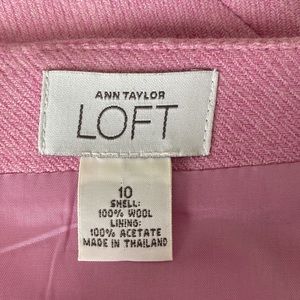 ANN TAYLOR
LOFT
10
SHELL:
100% WOOL
LINING:
100% ACETATE
MADE IN THAILAND